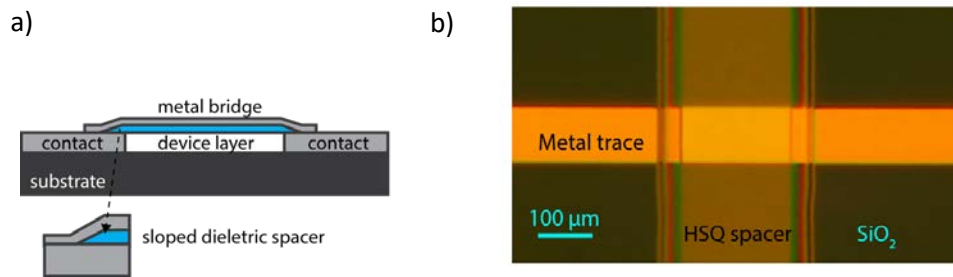 a)
b)
metal bridge
contact
device layer
contact
substrate
sloped dieletric spacer
Metal trace
100 µm
HSQ spacer
SiO₂